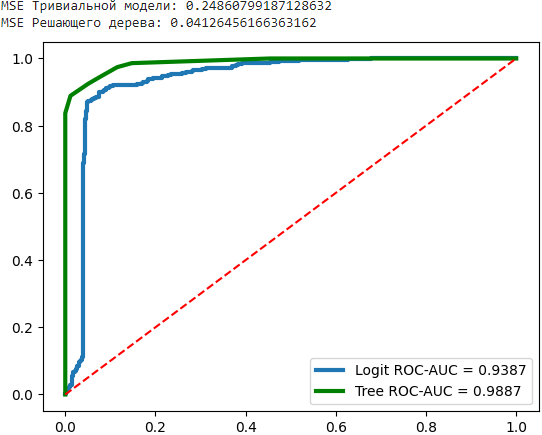 MSE Тривиальной модели: 0.24860799187128632
MSE Решающего дерева: 0.04126456166363162
1.0
0.8
0.6
0.4
0.2
0.0
Logit ROC-AUC = 0.9387
Tree ROC-AUC = 0.9887
0.0 0.2 0.4 0.6 0.8 1.0